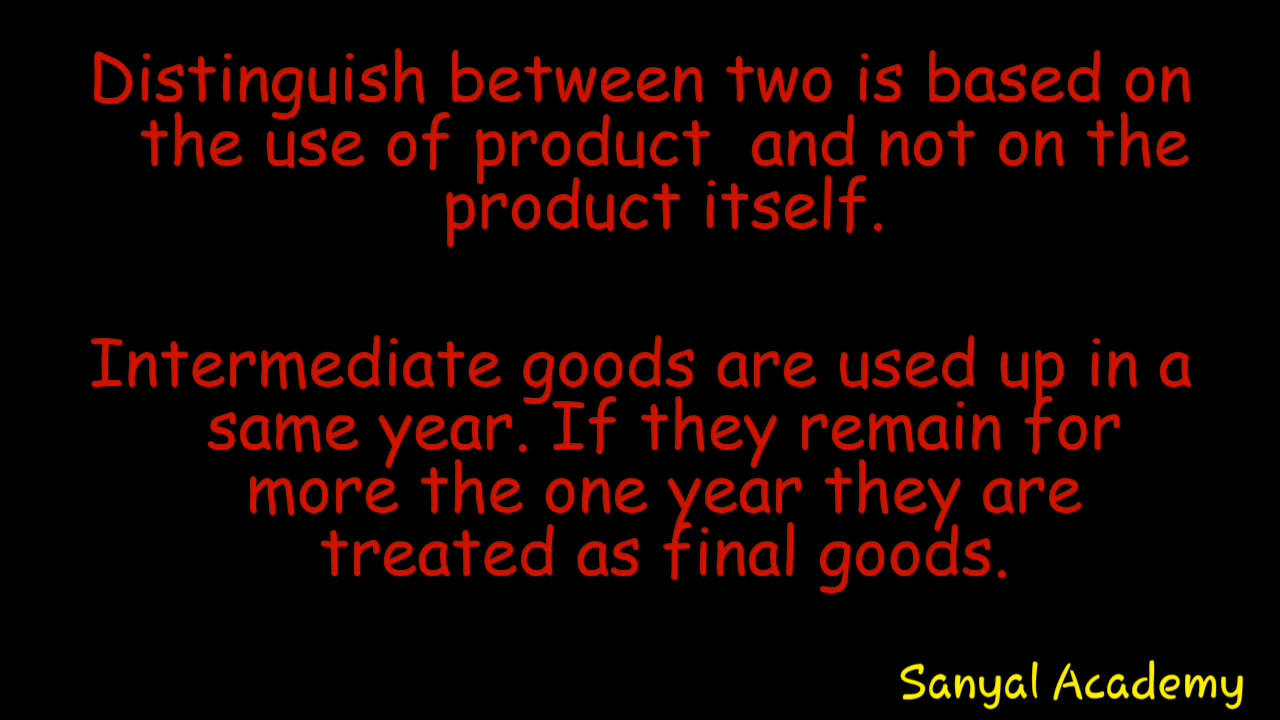 Distinguish between two is based on
the use of product and not on the
product itself.
Intermediate goods are used up in a
same year. If they remain for
more the one year they are
treated as final goods.
Sanyal Academy